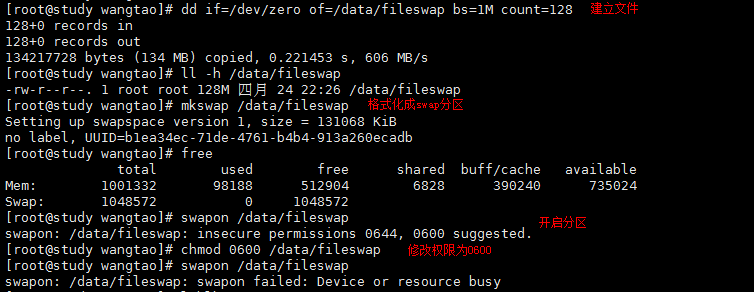 [root@study wangtao]# dd if=/dev/zero of=/data/fileswap bs=1M count=128 建立文件
128+0 records in
128+0 records out
134217728 bytes (134 MB) copied, 0.221453 s, 606 MB/s
[root@study wangtao]# ll -h /data/fileswap
-rw-r--r--. 1 root root 128M 四月 24 22:26 /data/fileswap
[root@study wangtao]# mkswap /data/fileswap 格式化成swap分区
Setting up swapspace version 1, size = 131068 KiB
no label, UUID=b1ea34ec-71de-4761-b4b4-913a260ecadb
[root@study wangtao]# free
total used free shared buff/cache available
Mem: 1001332 98188 512904 6828 390240 735024
Swap: 1048572 0 1048572
[root@study wangtao]# swapon /data/fileswap 开启分区
swapon: /data/fileswap: insecure permissions 0644, 0600 suggested.
[root@study wangtao]# chmod 0600 /data/fileswap 修改权限为0600
[root@study wangtao]# swapon /data/fileswap
swapon: /data/fileswap: swapon failed: Device or resource busy